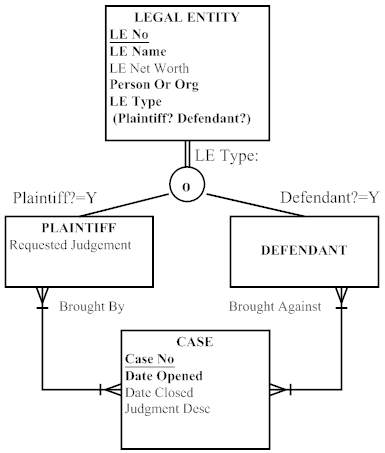 LEGAL ENTITY
LE No
LE Name
LE Net Worth
Person Or Org
LE Type
(Plaintiff? Defendant?)
LE Type:
o
Plaintiff?=Y
Defendant?=Y
PLAINTIFF
Requested Judgement
DEFENDANT
Brought By
Brought Against
CASE
Case No
Date Opened
Date Closed
Judgment Desc